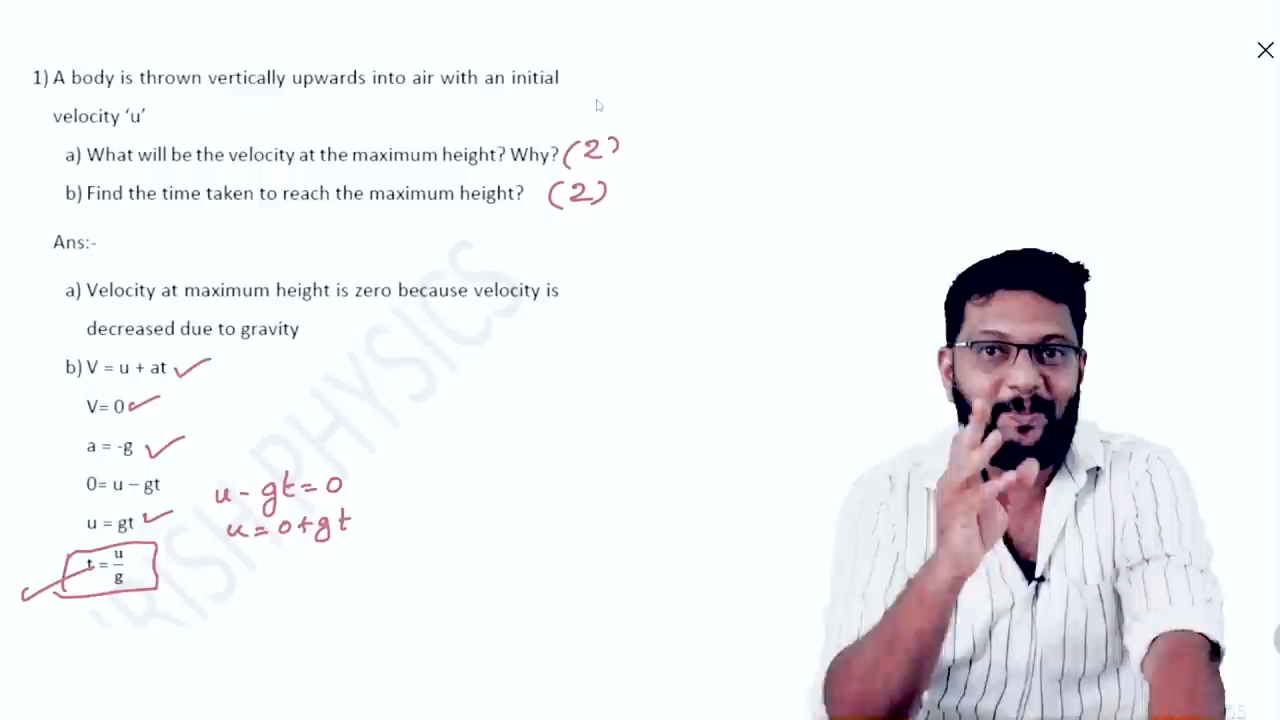 1) A body is thrown vertically upwards into air with an initial
velocity ‘u’
a) What will be the velocity at the maximum height? Why? (2)
b) Find the time taken to reach the maximum height? (2)
Ans:-
a) Velocity at maximum height is zero because velocity is
decreased due to gravity
b) V = u + at
V= 0
a = -g
0= u – gt
u - gt = 0
u = gt
u = 0 + gt
t = u/g
PHYSICS